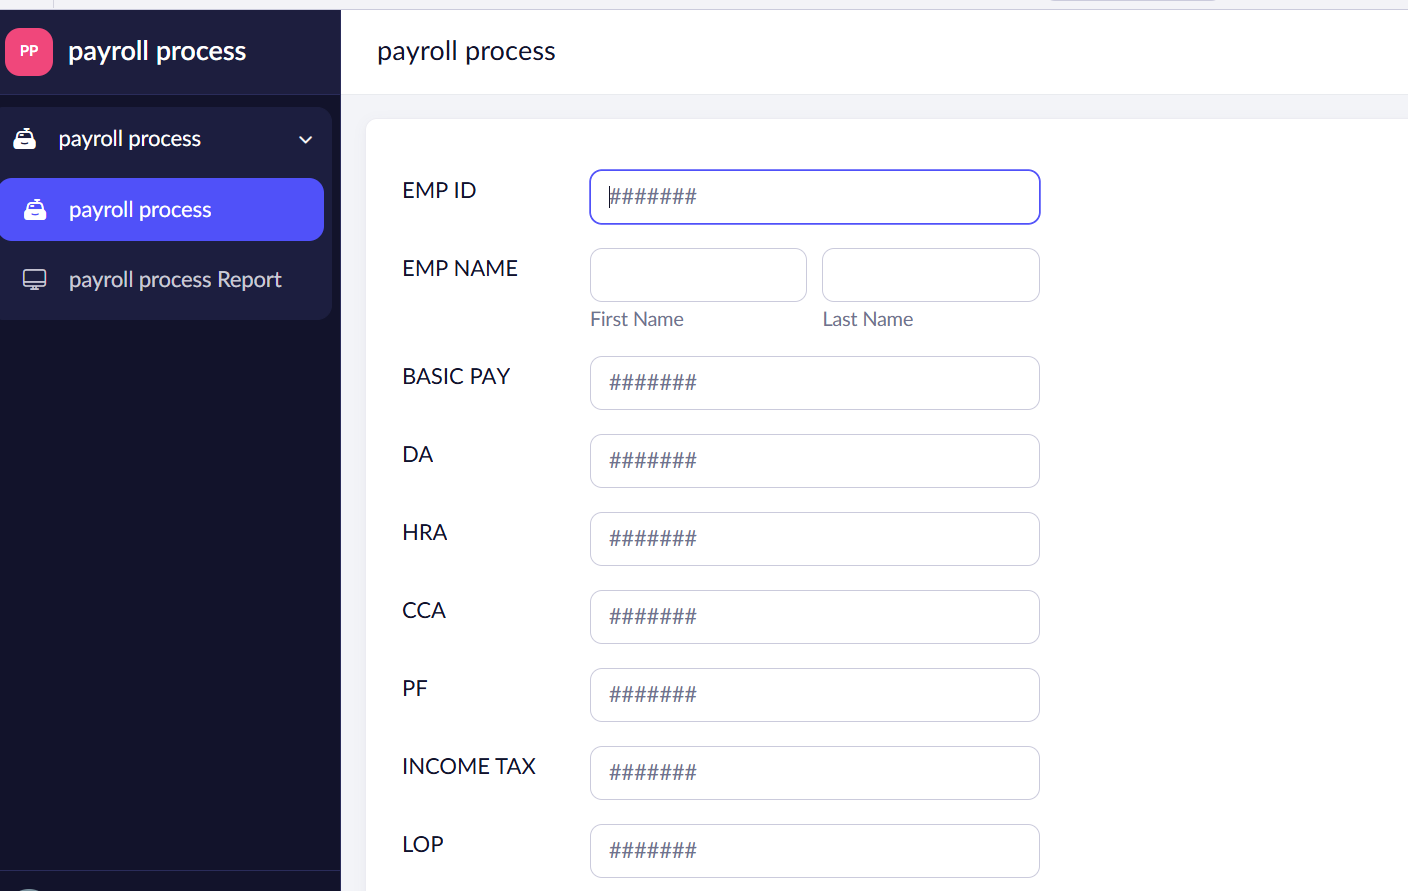 PP
payroll process
payroll process
payroll process
payroll process
payroll process Report
EMP ID
#######
EMP NAME
First Name
Last Name
BASIC PAY
#######
DA
#######
HRA
#######
CCA
#######
PF
#######
INCOME TAX
#######
LOP
#######